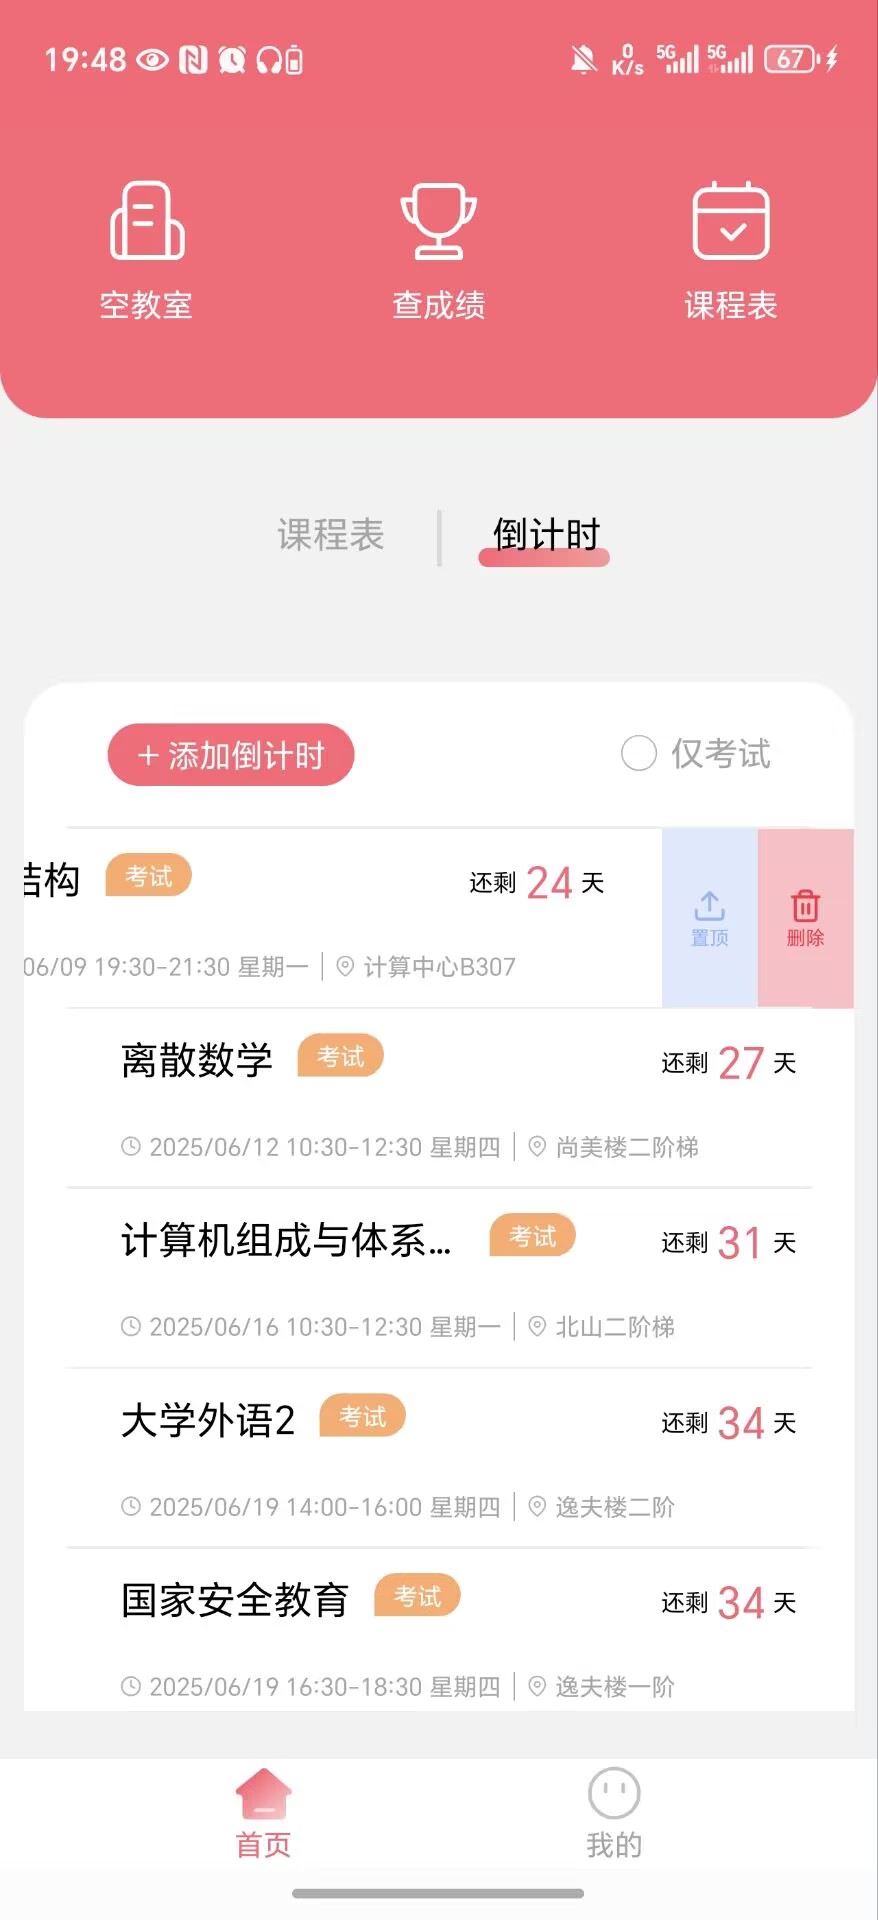 19:48 0 K/s 5G 5G 67
空教室 查成绩 课程表
课程表 倒计时
+ 添加倒计时 仅考试
结构 考试 还剩 24 天
置顶 删除
06/09 19:30-21:30 星期一 计算中心B307
离散数学 考试 还剩 27 天
2025/06/12 10:30-12:30 星期四 尚美楼二阶梯
计算机组成与体系... 考试 还剩 31 天
2025/06/16 10:30-12:30 星期一 北山二阶梯
大学外语2 考试 还剩 34 天
2025/06/19 14:00-16:00 星期四 逸夫楼二阶
国家安全教育 考试 还剩 34 天
2025/06/19 16:30-18:30 星期四 逸夫楼一阶
首页 我的